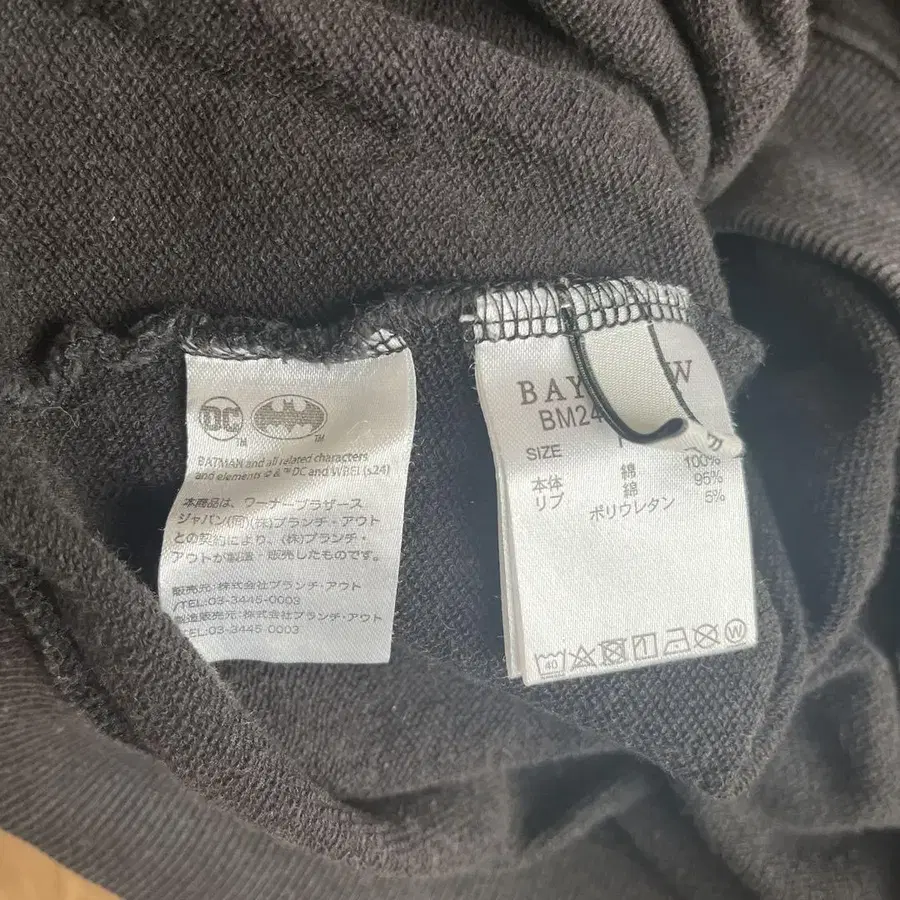 DC
TM
TM
BATMAN and all related characters
and elements © & ™DC and WBEI (s24)
本商品は、ワーナーブラザース
ジャパン(同)(株)ブランチ・アウト
との契約により、(株)ブランチ・
アウトが製造・販売したものです。
販売元:株式会社ブランチ・アウト
TEL:03-3445-0003
製造販売元:株式会社ブランチ・アウト
TEL:03-3445 0003
BAY W
BM24
SIZE
綿 100%
本体 綿 95%
リブ ポリウレタン 5%
40
W